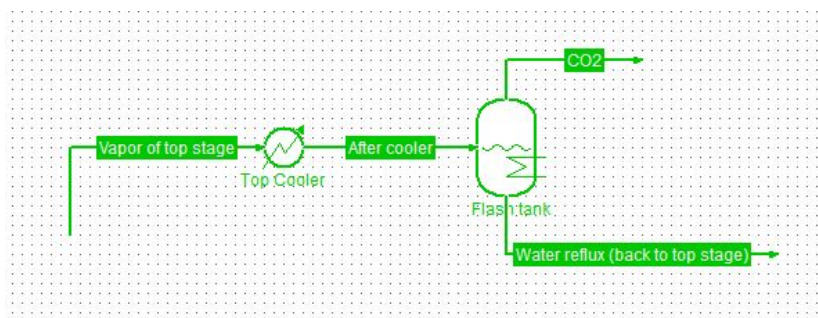 CO2
Vapor of top stage
After cooler
Top Cooler
Flash tank
Water reflux (back to top stage)